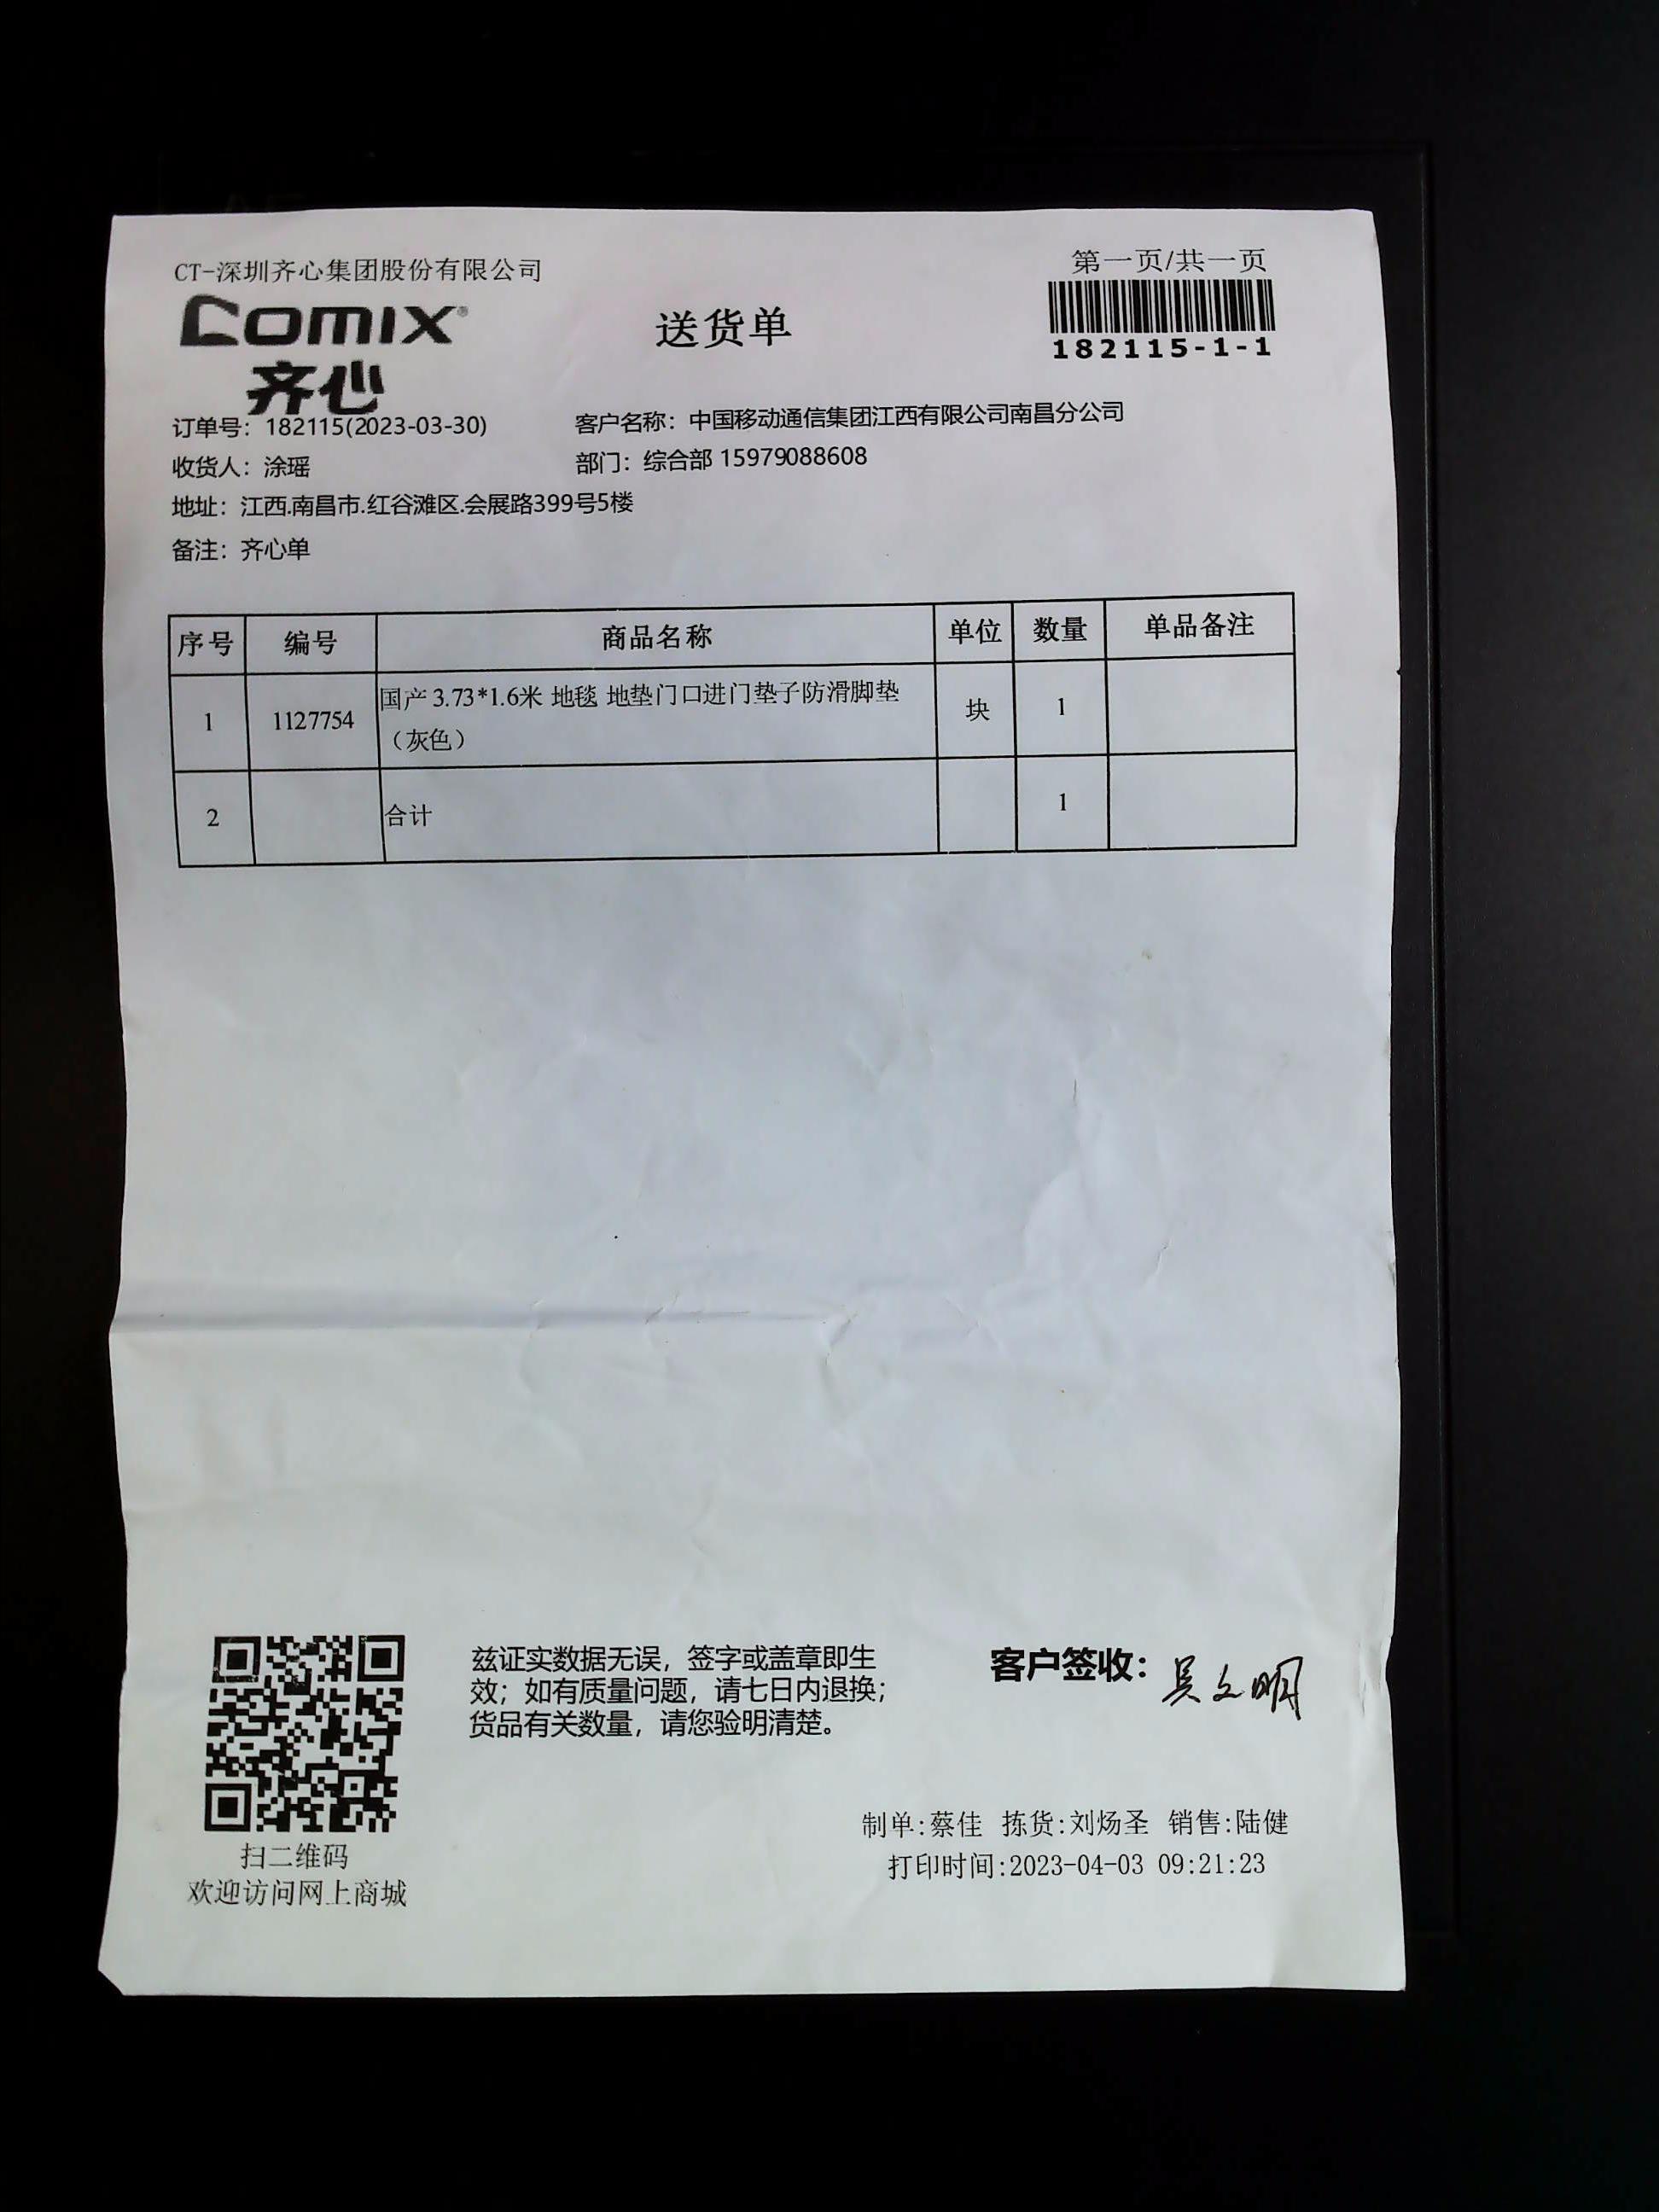 CT-深圳齐心集团股份有限公司
第一页/共一页
COMIX®
齐心
送货单
182115-1-1
订单号：182115(2023-03-30)
客户名称：中国移动通信集团江西有限公司南昌分公司
收货人：涂瑶
部门：综合部 15979088608
地址：江西.南昌市.红谷滩区.会展路399号5楼
备注：齐心单
序号 编号 商品名称 单位 数量 单品备注
1 1127754 国产 3.73*1.6米 地毯 地垫门口进门垫子防滑脚垫 块 1
（灰色）
2 合计 1
兹证实数据无误，签字或盖章即生
效；如有质量问题，请七日内退换；
货品有关数量，请您验明清楚。
客户签收：吴文明
扫二维码
欢迎访问网上商城
制单:蔡佳 拣货:刘炀圣 销售:陆健
打印时间:2023-04-03 09:21:23